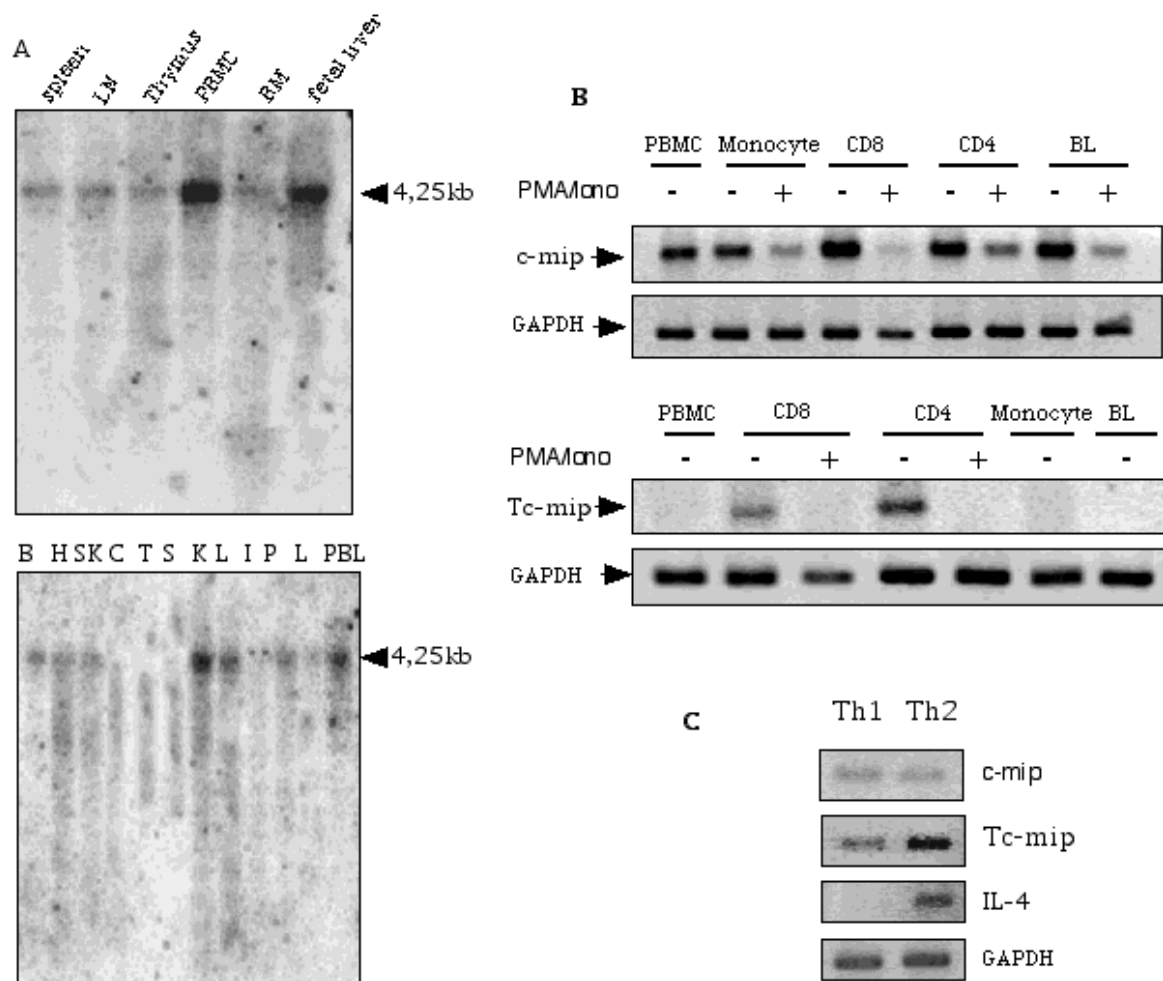 A
spleen LN Thymus PBMC BM fetal liver
4,25kb
B H SK C T S K L I P L PBL
4,25kb
B
PBMC Monocyte CD8 CD4 BL
PMA/iono - - + - + - + - +
c-mip
GAPDH
PBMC CD8 CD4 Monocyte BL
PMA/iono - - + - + - -
Tc-mip
GAPDH
C
Th1 Th2
c-mip
Tc-mip
IL-4
GAPDH